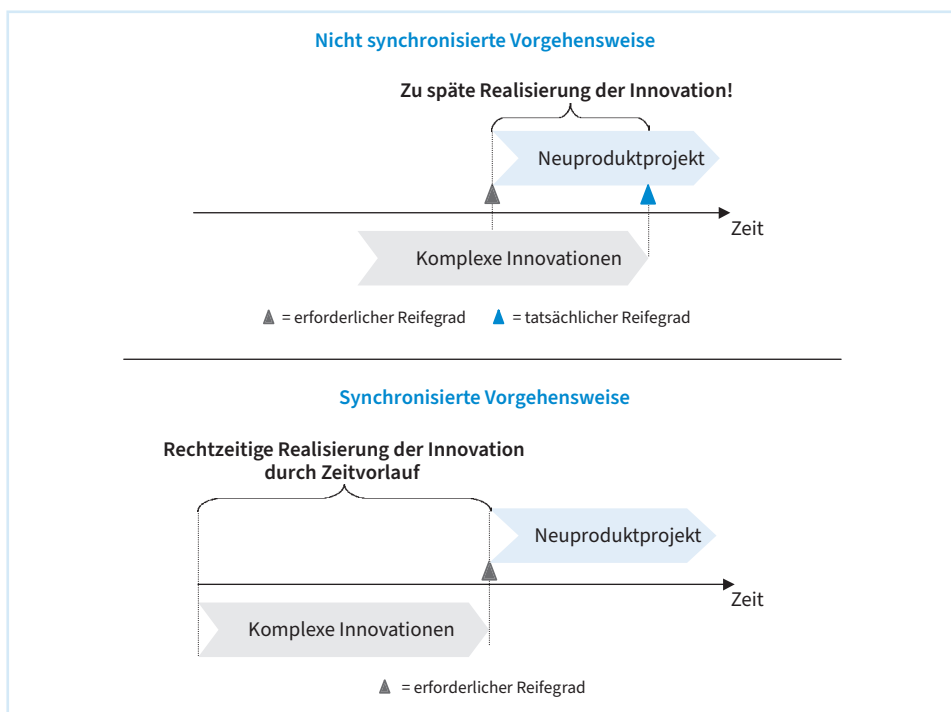 Nicht synchronisierte Vorgehensweise
Zu späte Realisierung der Innovation!
Neuproduktprojekt
Zeit
Komplexe Innovationen
= erforderlicher Reifegrad = tatsächlicher Reifegrad
Synchronisierte Vorgehensweise
Rechtzeitige Realisierung der Innovation
durch Zeitvorlauf
Neuproduktprojekt
Zeit
Komplexe Innovationen
= erforderlicher Reifegrad